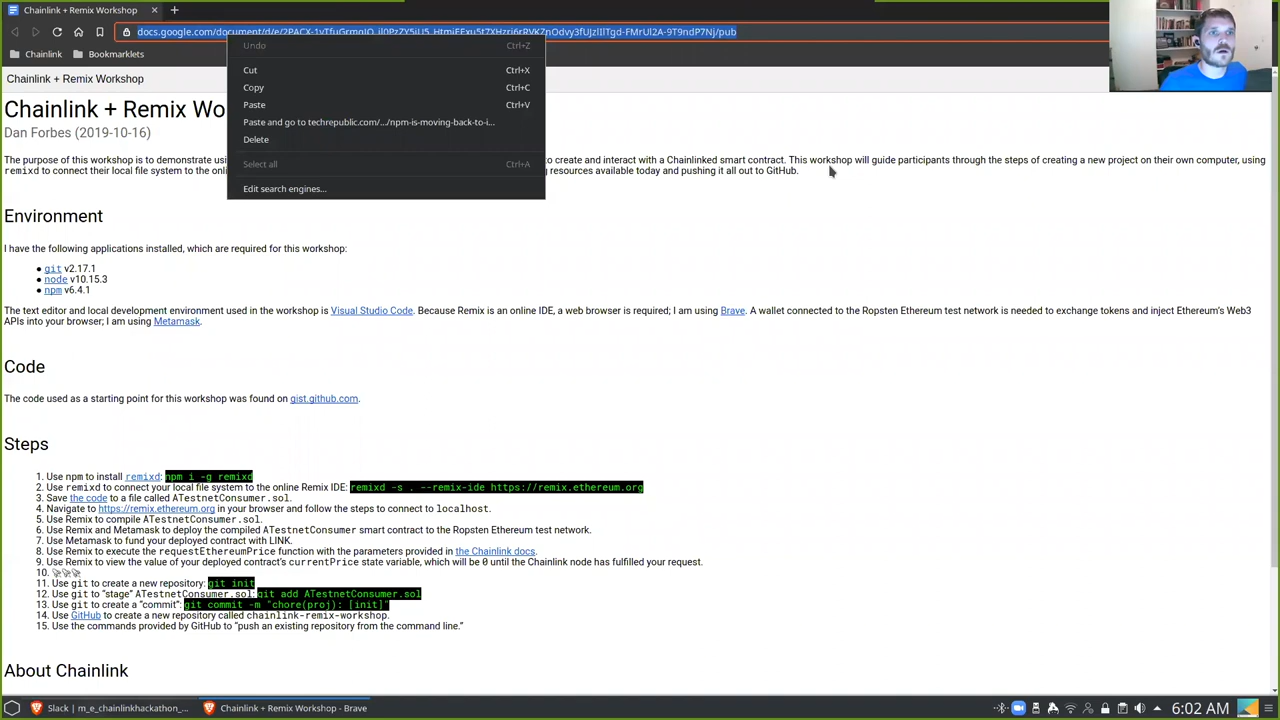 Chainlink + Remix Workshop
docs.google.com/document/d/e/2PACX-
Chainlink
Bookmarklets
Undo Ctrl+Z
Cut Ctrl+X
Copy Ctrl+C
Paste Ctrl+V
Paste and go to techrepublic.com/.../npm-is-moving-back-to-i...
Delete
Select all Ctrl+A
Edit search engines...
Chainlink + Remix Workshop
Chainlink + Remix Wo
Dan Forbes (2019-10-16)
The purpose of this workshop is to demonstrate usi to create and interact with a Chainlinked smart contract. This workshop will guide participants through the steps of creating a new project on their own computer, using
remixd to connect their local file system to the onli resources available today and pushing it all out to GitHub.
Environment
I have the following applications installed, which are required for this workshop:
● git v2.17.1
● node v10.15.3
● npm v6.4.1
The text editor and local development environment used in the workshop is Visual Studio Code. Because Remix is an online IDE, a web browser is required; I am using Brave. A wallet connected to the Ropsten Ethereum test network is needed to exchange tokens and inject Ethereum's Web3
APIs into your browser; I am using Metamask.
Code
The code used as a starting point for this workshop was found on gist.github.com.
Steps
1. Use npm to install remixd: npm i -g remixd
2. Use remixd to connect your local file system to the online Remix IDE: remixd -s . --remix-ide https://remix.ethereum.org
3. Save the code to a file called ATestnetConsumer.sol.
4. Navigate to https://remix.ethereum.org in your browser and follow the steps to connect to localhost.
5. Use Remix to compile ATestnetConsumer.sol.
6. Use Remix and Metamask to deploy the compiled ATestnetConsumer smart contract to the Ropsten Ethereum test network.
7. Use Metamask to fund your deployed contract with LINK.
8. Use Remix to execute the requestEthereumPrice function with the parameters provided in the Chainlink docs.
9. Use Remix to view the value of your deployed contract's currentPrice state variable, which will be 0 until the Chainlink node has fulfilled your request.
10. 🚀🚀🚀
11. Use git to create a new repository: git init
12. Use git to "stage" ATestnetConsumer.sol: git add ATestnetConsumer.sol
13. Use git to create a "commit": git commit -m "chore(proj): [init]"
14. Use GitHub to create a new repository called chainlink-remix-workshop.
15. Use the commands provided by GitHub to "push an existing repository from the command line."
About Chainlink
Slack | m_e_chainlinkhackathon_...
Chainlink + Remix Workshop - Brave
6:02 AM